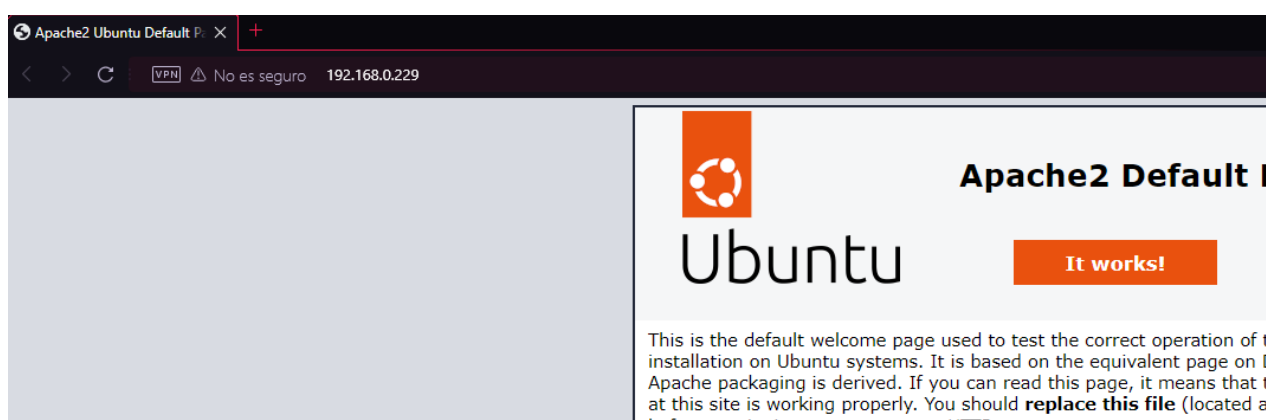 Apache2 Ubuntu Default Pa
VPN No es seguro 192.168.0.229
Apache2 Default
Ubuntu
It works!
This is the default welcome page used to test the correct operation of
installation on Ubuntu systems. It is based on the equivalent page on
Apache packaging is derived. If you can read this page, it means that
at this site is working properly. You should replace this file (located